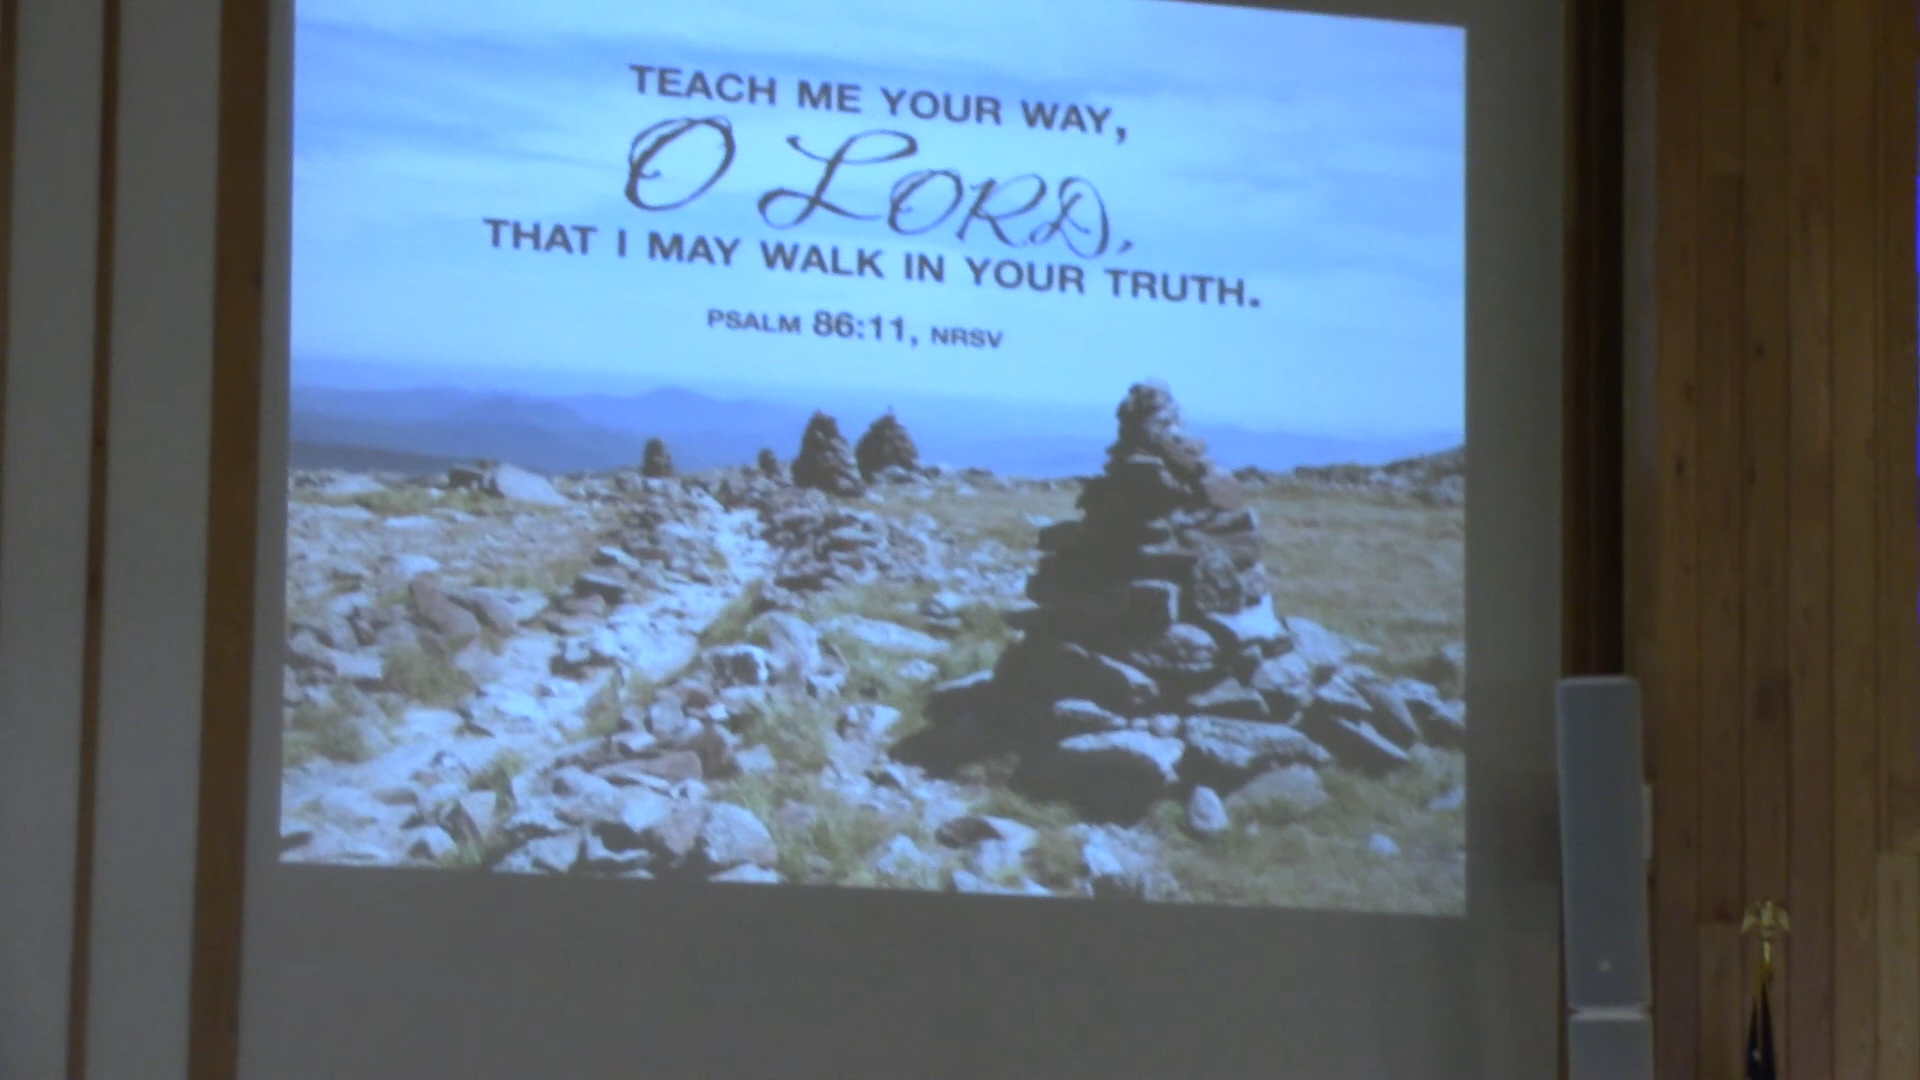 TEACH ME YOUR WAY,
O LORD,
THAT I MAY WALK IN YOUR TRUTH.
PSALM 86:11, NRSV